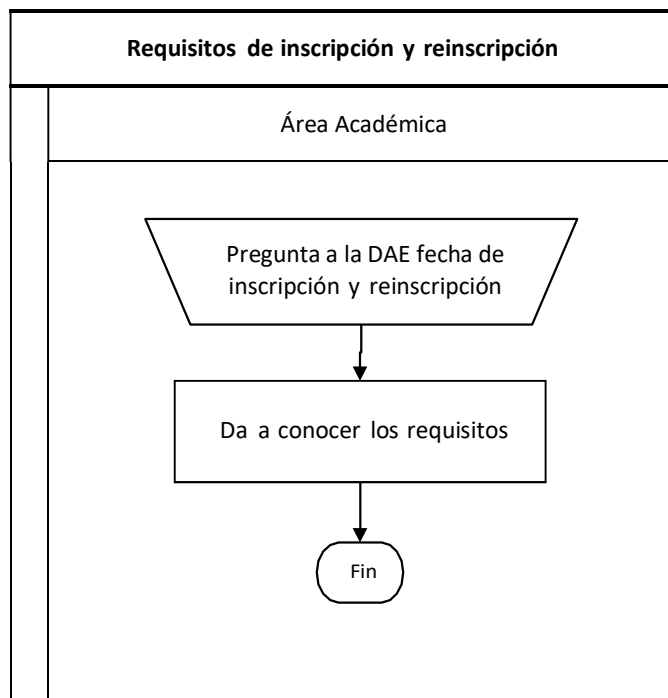 Requisitos de inscripción y reinscripción
Área Académica
Pregunta a la DAE fecha de
inscripción y reinscripción
Da a conocer los requisitos
Fin